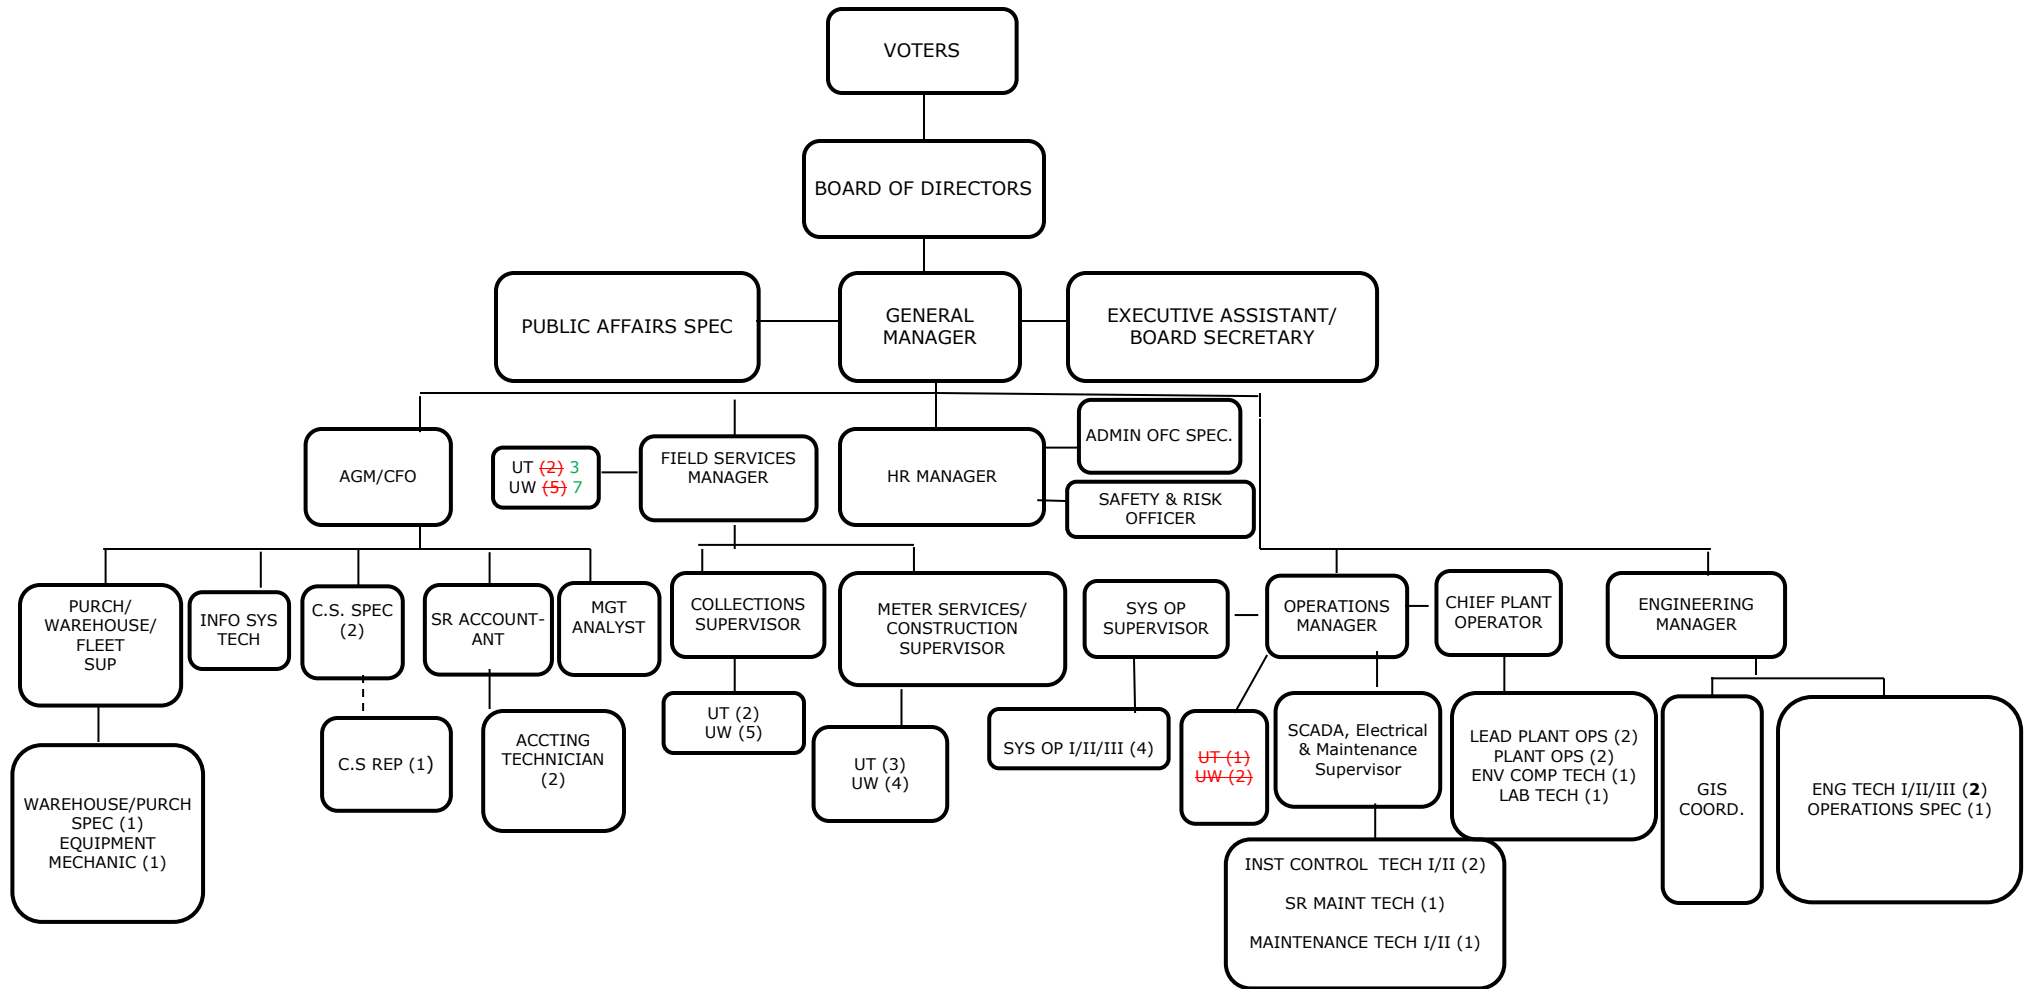 VOTERS
BOARD OF DIRECTORS
PUBLIC AFFAIRS SPEC
GENERAL
MANAGER
EXECUTIVE ASSISTANT/
BOARD SECRETARY
AGM/CFO
UT (2) 3
UW (5) 7
FIELD SERVICES
MANAGER
HR MANAGER
ADMIN OFC SPEC.
SAFETY & RISK
OFFICER
PURCH/
WAREHOUSE/
FLEET
SUP
INFO SYS
TECH
C.S. SPEC
(2)
SR ACCOUNT-
ANT
MGT
ANALYST
COLLECTIONS
SUPERVISOR
METER SERVICES/
CONSTRUCTION
SUPERVISOR
SYS OP
SUPERVISOR
OPERATIONS
MANAGER
CHIEF PLANT
OPERATOR
ENGINEERING
MANAGER
WAREHOUSE/PURCH
SPEC (1)
EQUIPMENT
MECHANIC (1)
C.S REP (1)
ACCTING
TECHNICIAN
(2)
UT (2)
UW (5)
UT (3)
UW (4)
SYS OP I/II/III (4)
UT (1)
UW (2)
SCADA, Electrical
& Maintenance
Supervisor
LEAD PLANT OPS (2)
PLANT OPS (2)
ENV COMP TECH (1)
LAB TECH (1)
GIS
COORD.
ENG TECH I/II/III (2)
OPERATIONS SPEC (1)
INST CONTROL  TECH I/II (2)
SR MAINT TECH (1)
MAINTENANCE TECH I/II (1)